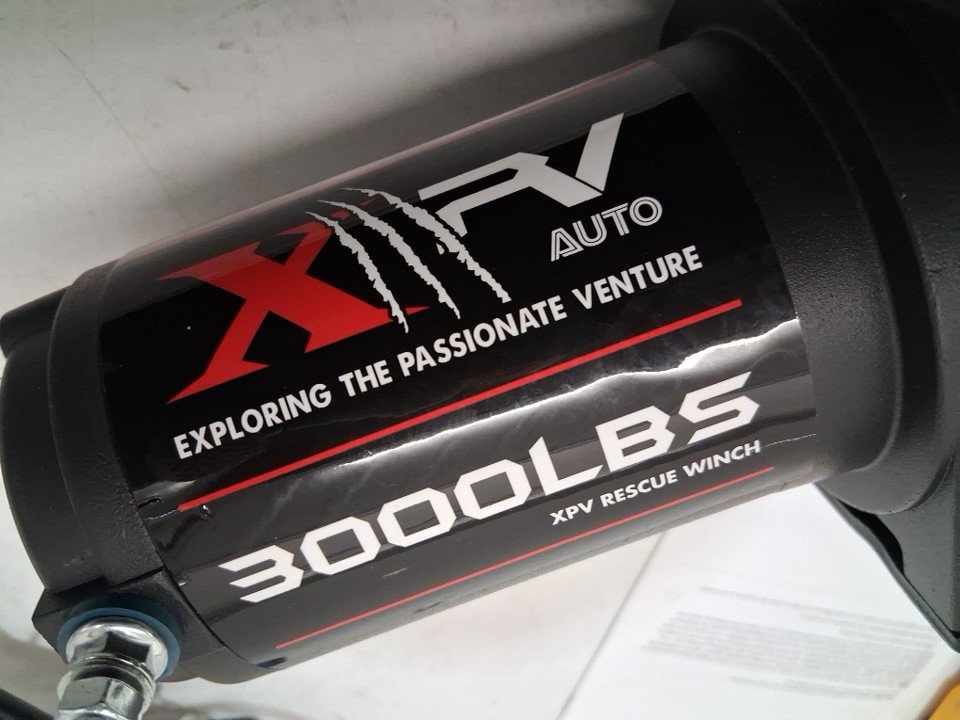 XPV
AUTO
EXPLORING THE PASSIONATE VENTURE
3000LBS
XPV RESCUE WINCH